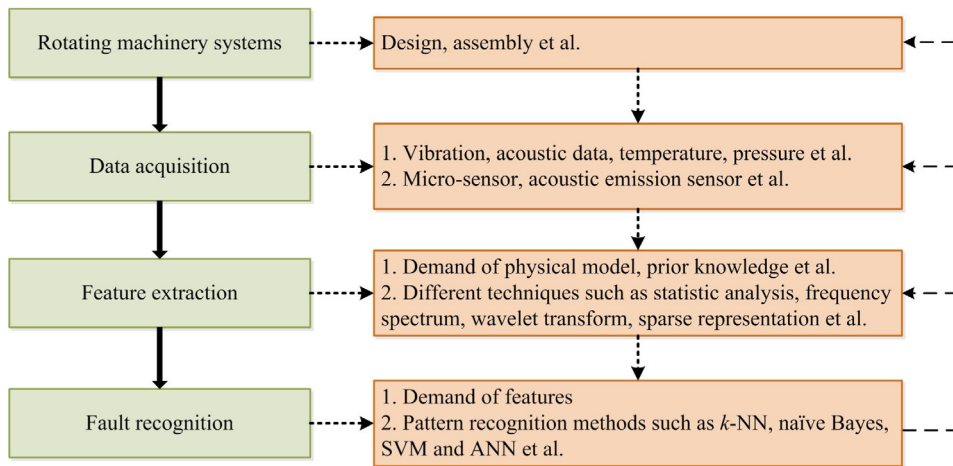 Rotating machinery systems
Design, assembly et al.
Data acquisition
1. Vibration, acoustic data, temperature, pressure et al.
2. Micro-sensor, acoustic emission sensor et al.
Feature extraction
1. Demand of physical model, prior knowledge et al.
2. Different techniques such as statistic analysis, frequency
spectrum, wavelet transform, sparse representation et al.
Fault recognition
1. Demand of features
2. Pattern recognition methods such as k-NN, naïve Bayes,
SVM and ANN et al.